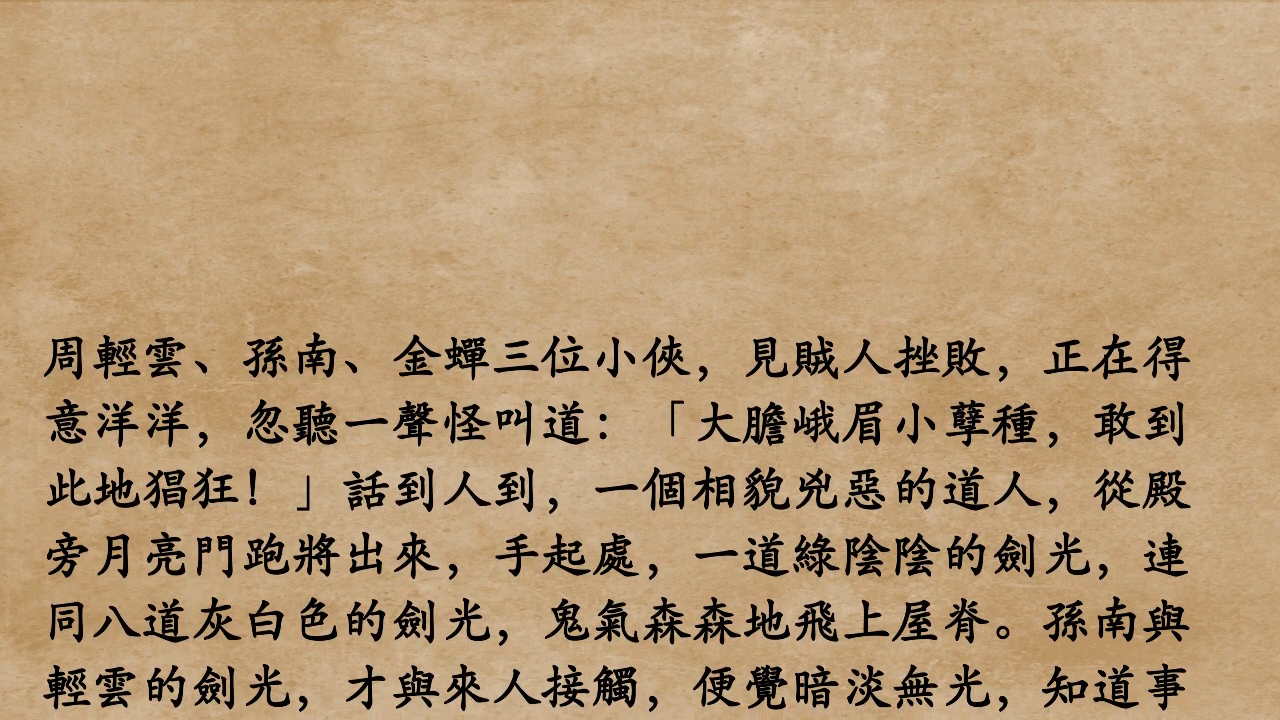 周輕雲、孫南、金蟬三位小俠，見賊人挫敗，正在得
意洋洋，忽聽一聲怪叫道：「大膽峨眉小孽種，敢到
此地猖狂！」話到人到，一個相貌兇惡的道人，從殿
旁月亮門跑將出來，手起處，一道綠陰陰的劍光，連
同八道灰白色的劍光，鬼氣森森地飛上屋脊。孫南與
輕雲的劍光，才與來人接觸，便覺暗淡無光，知道事